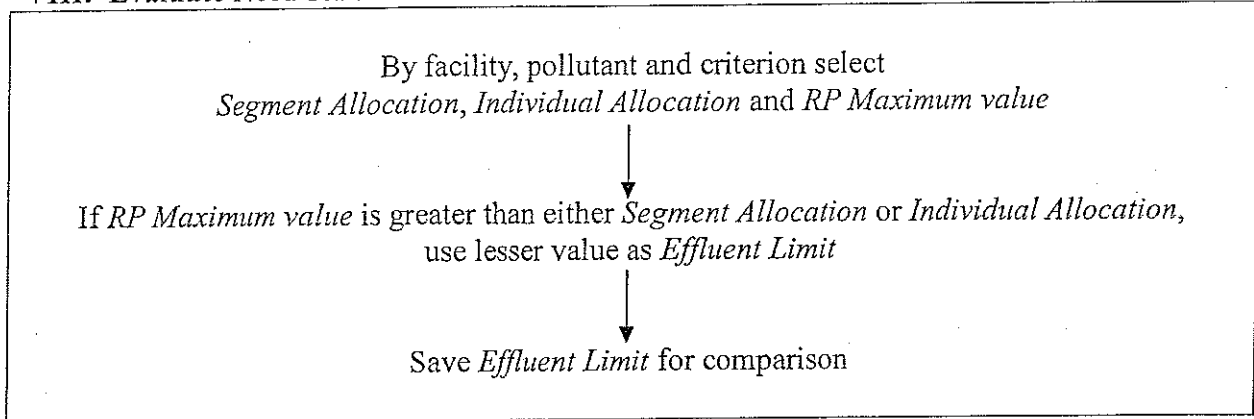 By facility, pollutant and criterion select
Segment Allocation, Individual Allocation and RP Maximum value
If RP Maximum value is greater than either Segment Allocation or Individual Allocation,
use lesser value as Effluent Limit
Save Effluent Limit for comparison